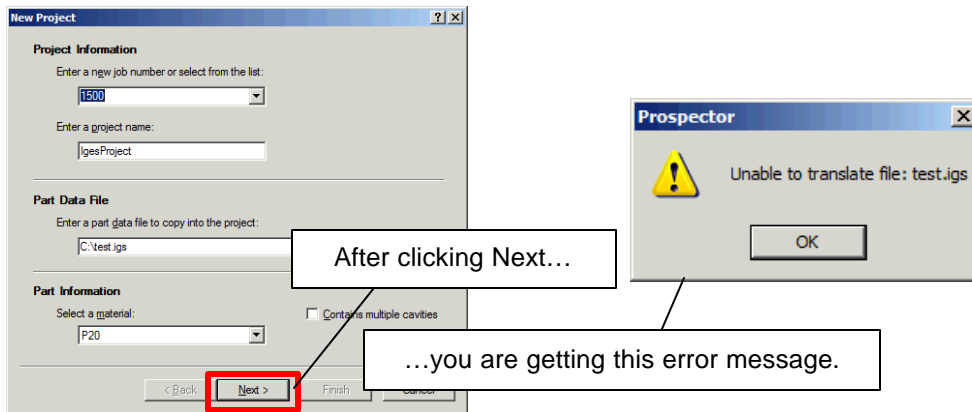 New Project
Project Information
Enter a new job number or select from the list:
1500
Enter a project name:
IgesProject
Part Data File
Enter a part data file to copy into the project:
C:\test.igs
Part Information
Select a material:
P20
Contains multiple cavities
< Back
Next >
Finish
Cancel
After clicking Next…
Prospector
Unable to translate file: test.igs
OK
…you are getting this error message.